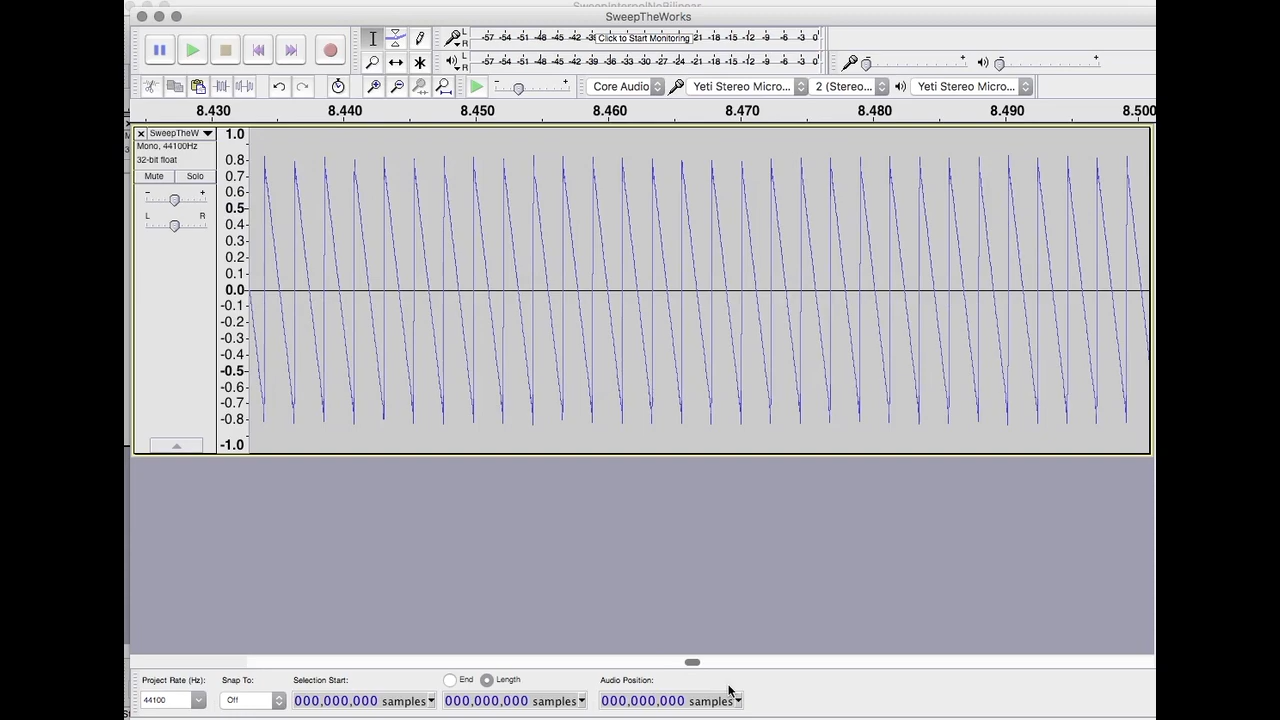 SweepTheWorks
-57 -54 -51 -48 -45 -42 Click to Start Monitoring 21 -18 -15 -12 -9 -6 -3 0
L
R
-57 -54 -51 -48 -45 -42 -39 -36 -33 -30 -27 -24 -21 -18 -15 -12 -9 -6 -3 0
L
R
Core Audio Yeti Stereo Micro... 2 (Stereo... Yeti Stereo Micro...
8.430 8.440 8.450 8.460 8.470 8.480 8.490 8.500
SweepTheW
Mono, 44100Hz
32-bit float
Mute Solo
- +
L R
1.0
0.8
0.7
0.6
0.5
0.4
0.3
0.2
0.1
0.0
-0.1
-0.2
-0.3
-0.4
-0.5
-0.6
-0.7
-0.8
-1.0
Project Rate (Hz): Snap To: Selection Start: End Length Audio Position:
44100 Off 000,000,000 samples 000,000,000 samples 000,000,000 samples